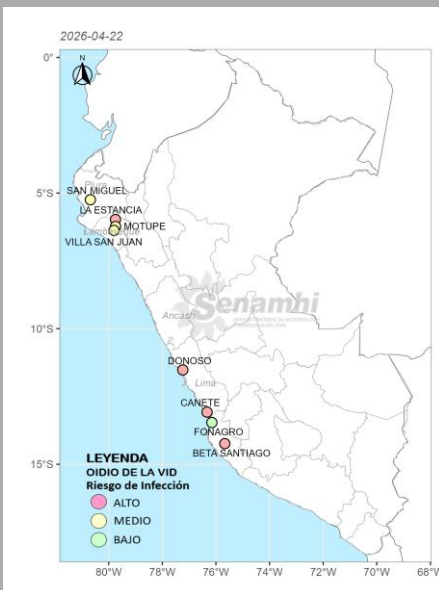 2026-04-22
N
0°
5°S
10°S
15°S
Piura
SAN MIGUEL
LA ESTANCIA
MOTUPE
VILLA SAN JUAN
Senamhi
Ancash
DONOSO
Lima
CAÑETE
FONAGRO
BETA SANTIAGO
LEYENDA
OIDIO DE LA VID
Riesgo de Infección
ALTO
MEDIO
BAJO
80°W 78°W 76°W 74°W 72°W 70°W 68°W